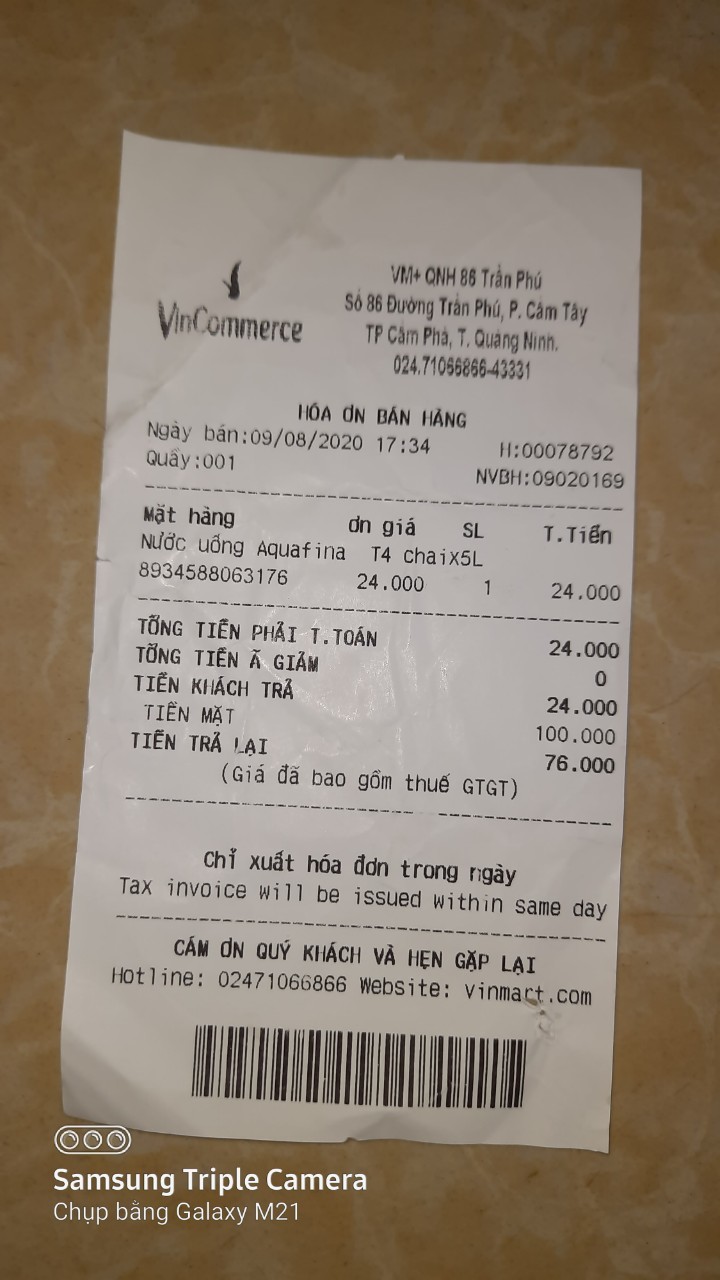 VinCommerce
VM+ QNH 86 Trần Phú
Số 86 Đường Trần Phú, P. Cẩm Tây
TP Cẩm Phả, T. Quảng Ninh.
024.71066866-43331
HÓA ƠN BÁN HÀNG
Ngày bán:09/08/2020 17:34 H:00078792
Quầy:001 NVBH:09020169
Mặt hàng ơn giá SL T.Tiền
Nước uống Aquafina T4 chaiX5L
8934588063176 24.000 1 24.000
TỔNG TIỀN PHẢI T.TOÁN 24.000
TỔNG TIỀN Ã GIẢM 0
TIỀN KHÁCH TRẢ 24.000
TIỀN MẶT 100.000
TIỀN TRẢ LẠI 76.000
(Giá đã bao gồm thuế GTGT)
Chỉ xuất hóa đơn trong ngày
Tax invoice will be issued within same day
CÁM ƠN QUÝ KHÁCH VÀ HẸN GẶP LẠI
Hotline: 02471066866 Website: vinmart.com
Samsung Triple Camera
Chụp bằng Galaxy M21